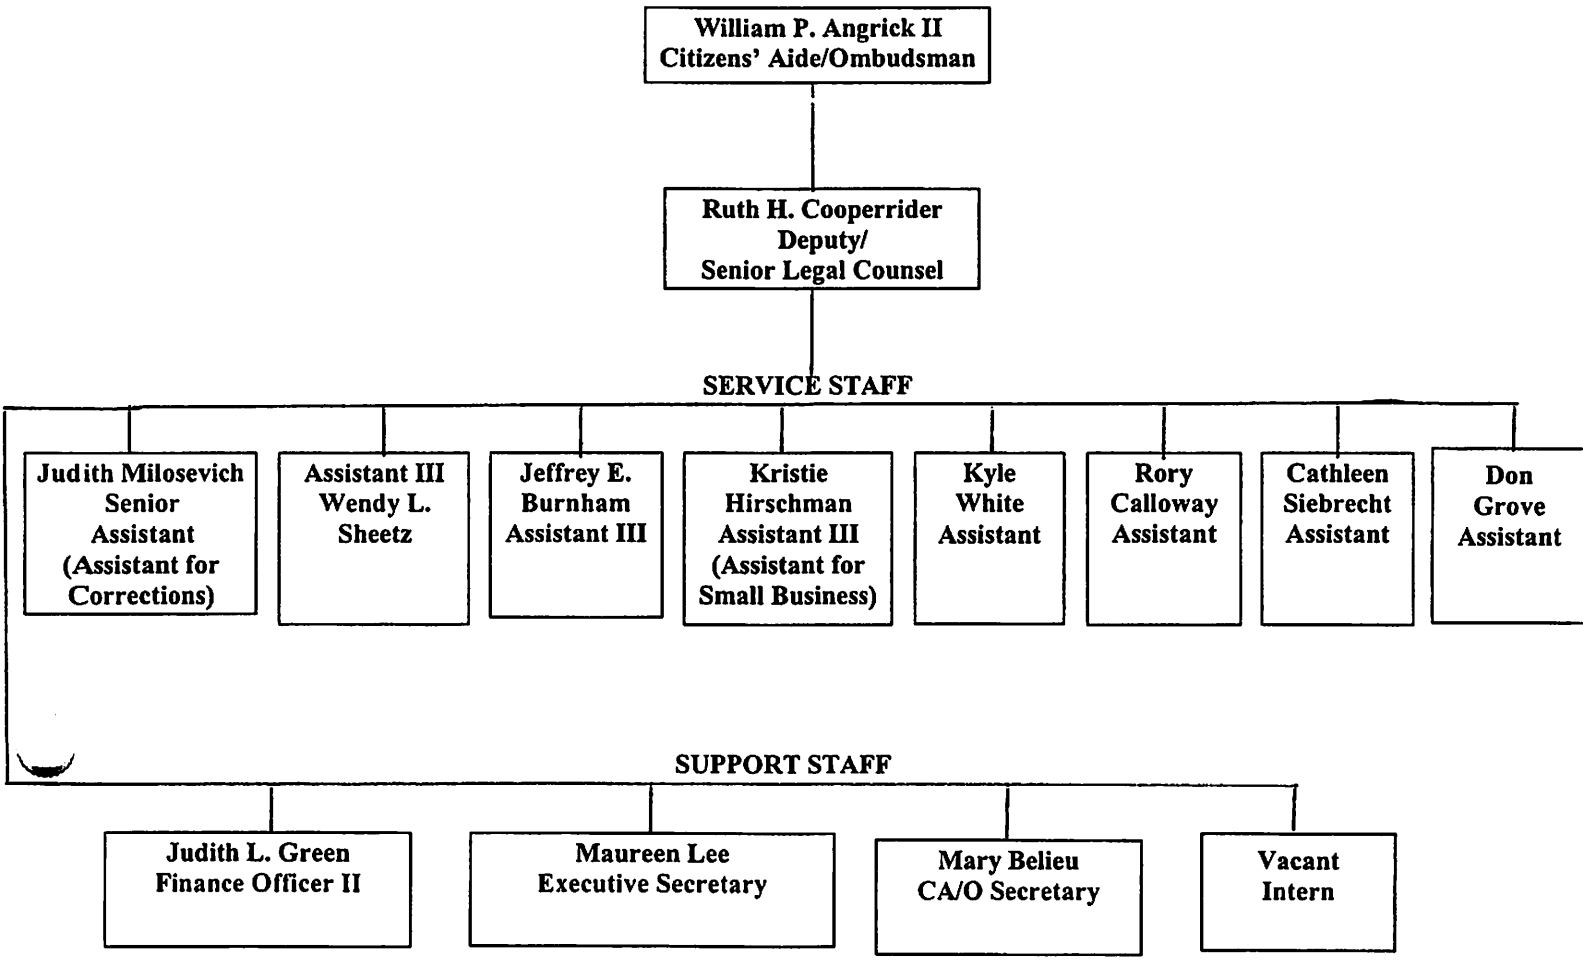 William P. Angrick II
Citizens' Aide/Ombudsman
Ruth H. Cooperrider
Deputy/
Senior Legal Counsel
SERVICE STAFF
Judith Milosevich
Senior
Assistant
(Assistant for
Corrections)
Assistant III
Wendy L.
Sheetz
Jeffrey E.
Burnham
Assistant III
Kristie
Hirschman
Assistant III
(Assistant for
Small Business)
Kyle
White
Assistant
Rory
Calloway
Assistant
Cathleen
Siebrecht
Assistant
Don
Grove
Assistant
SUPPORT STAFF
Judith L. Green
Finance Officer II
Maureen Lee
Executive Secretary
Mary Belieu
CA/O Secretary
Vacant
Intern